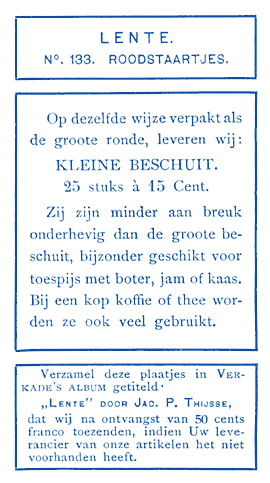 LENTE.
Nº. 133. ROODSTAARTJES.
Op dezelfde wijze verpakt als
de groote ronde, leveren wij:
KLEINE BESCHUIT.
25 stuks à 15 Cent.
Zij zijn minder aan breuk
onderhevig dan de groote be-
schuit, bijzonder geschikt voor
toespijs met boter, jam of kaas.
Bij een kop koffie of thee wor-
den ze ook veel gebruikt.
Verzamel deze plaatjes in VER-
KADE'S ALBUM getiteld·
„LENTE” DOOR JAC. P. THIJSSE,
dat wij na ontvangst van 50 cents
franco toezenden, indien Uw leve-
rancier van onze artikelen het niet
voorhanden heeft.